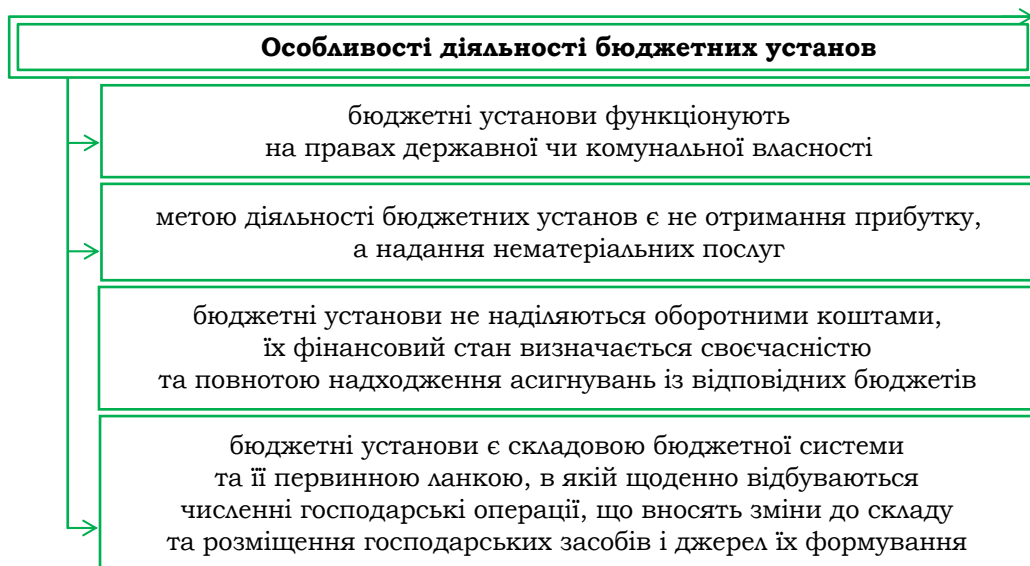 Особливості діяльності бюджетних установ
бюджетні установи функціонують
на правах державної чи комунальної власності
метою діяльності бюджетних установ є не отримання прибутку,
а надання нематеріальних послуг
бюджетні установи не наділяються оборотними коштами,
їх фінансовий стан визначається своєчасністю
та повнотою надходження асигнувань із відповідних бюджетів
бюджетні установи є складовою бюджетної системи
та її первинною ланкою, в якій щоденно відбуваються
численні господарські операції, що вносять зміни до складу
та розміщення господарських засобів і джерел їх формування